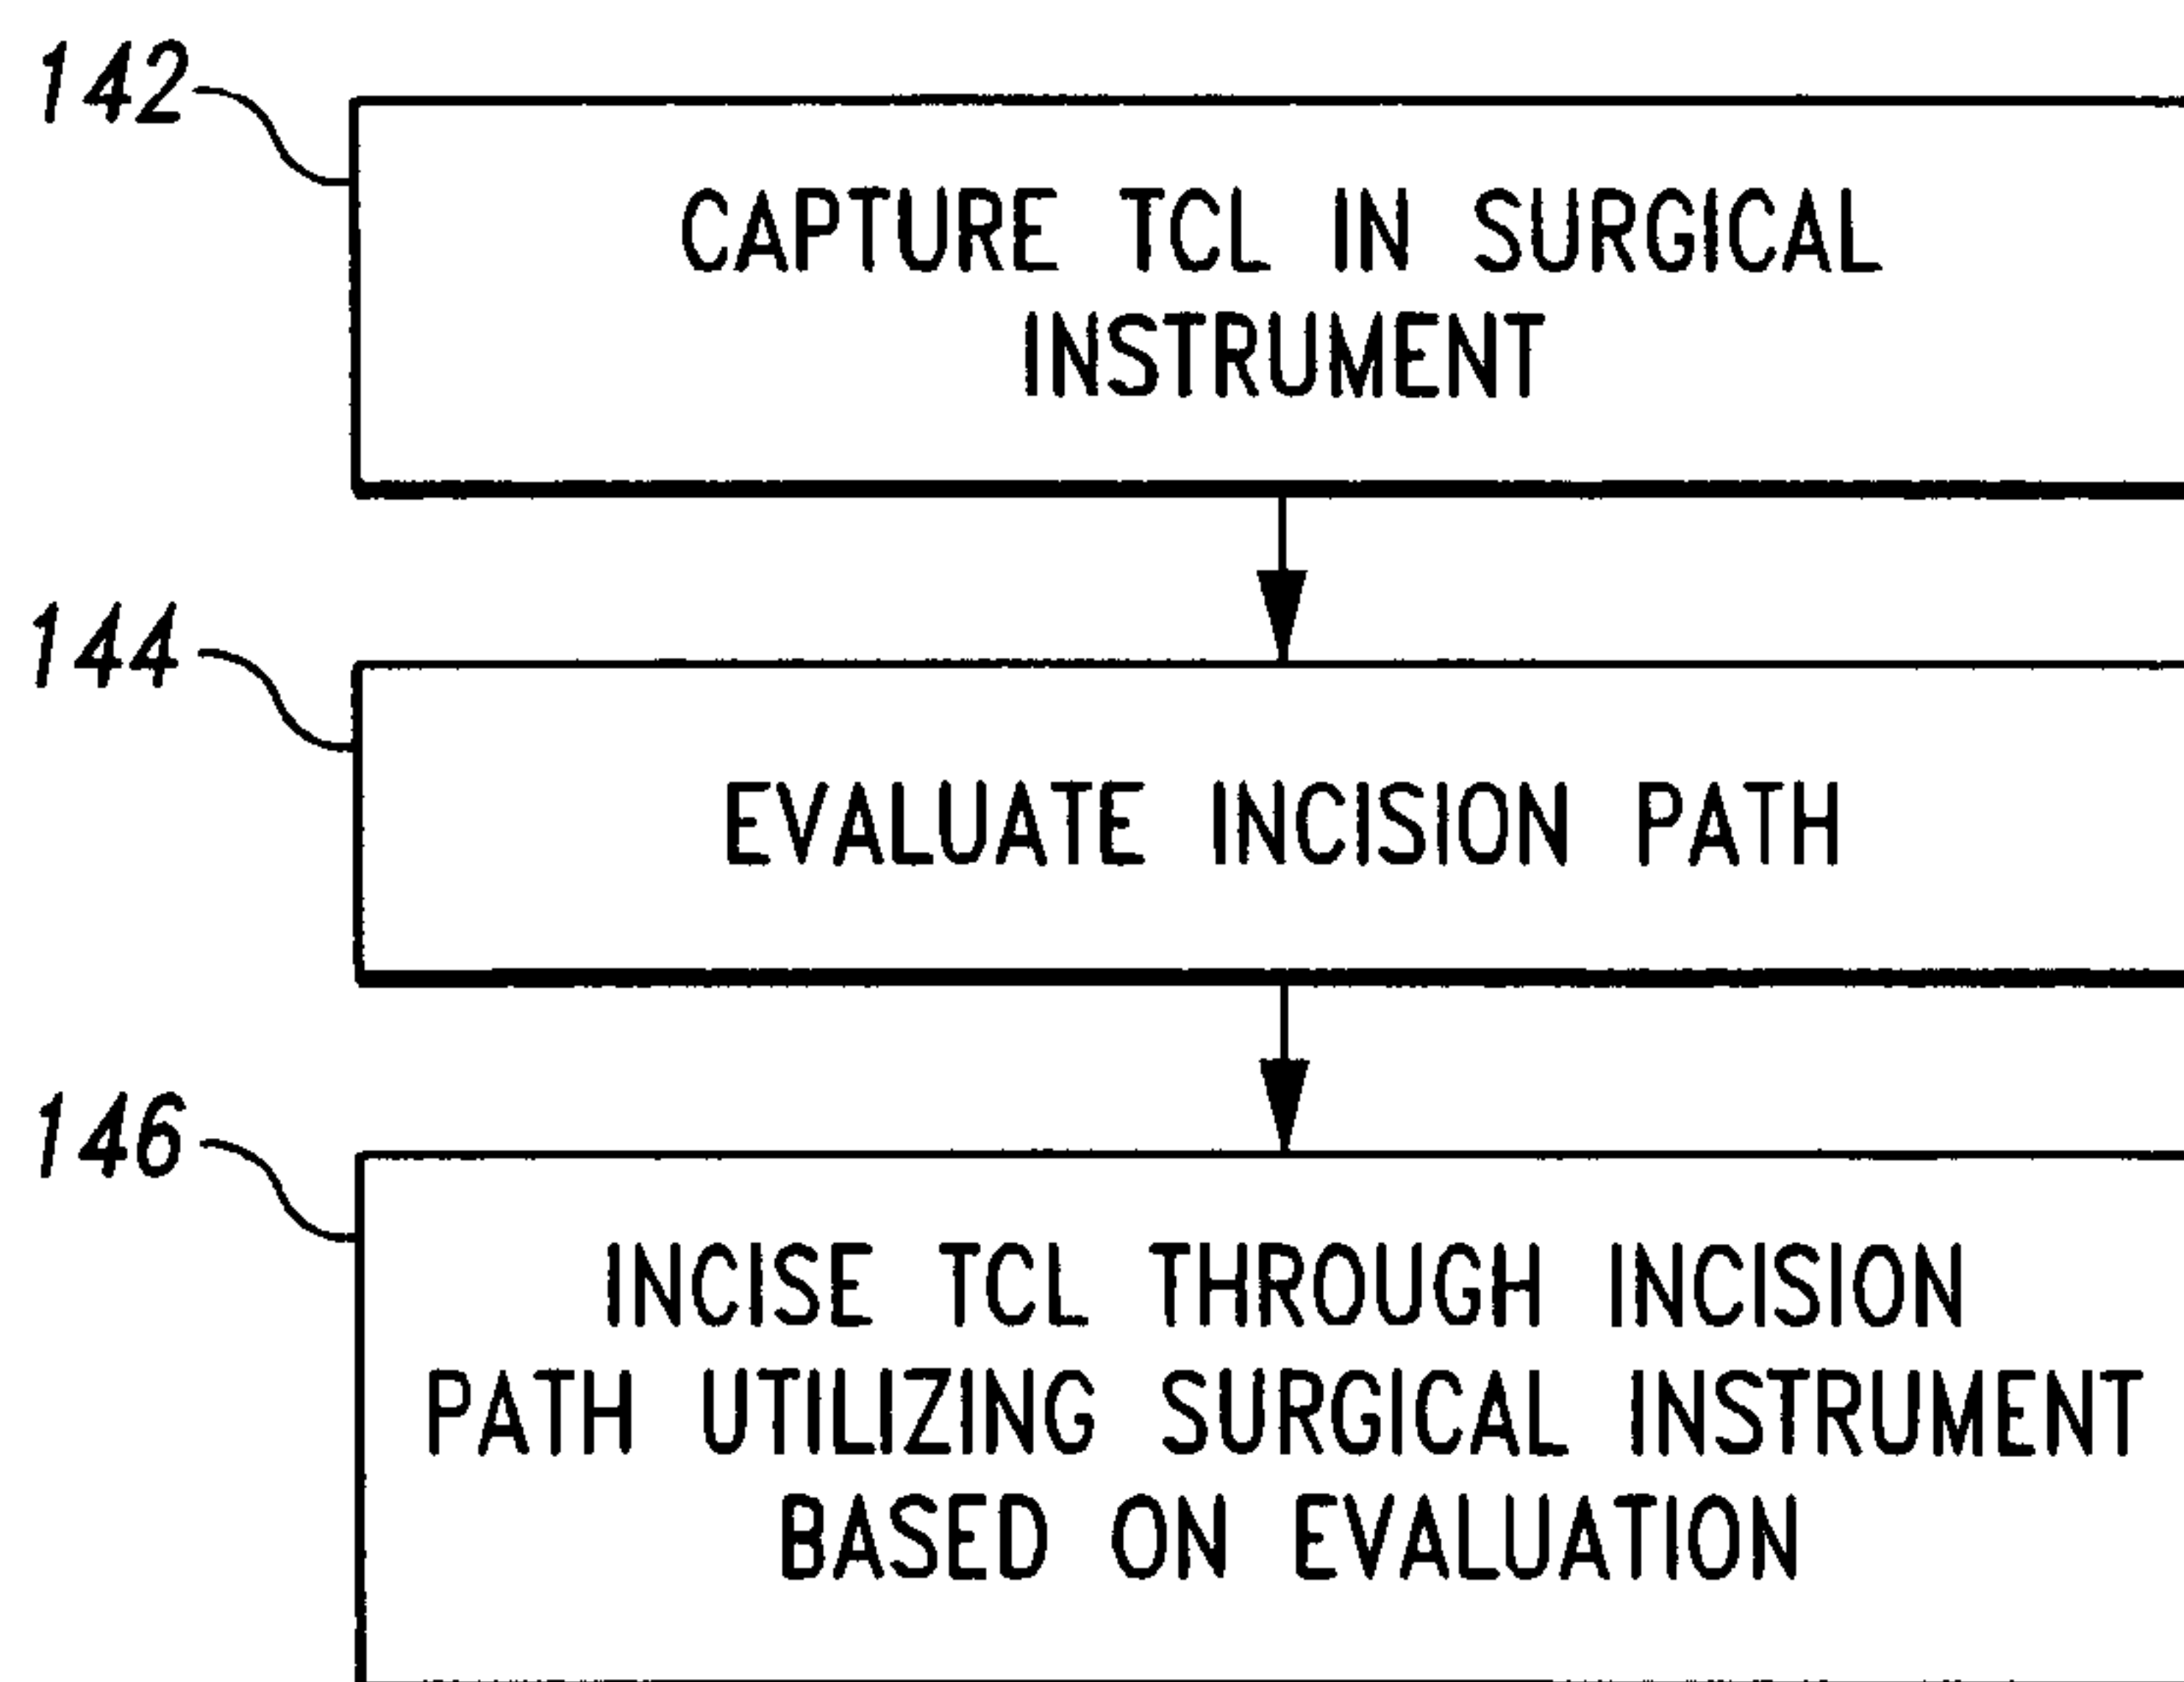 142
CAPTURE TCL IN SURGICAL
INSTRUMENT
144
EVALUATE INCISION PATH
146
INCISE TCL THROUGH INCISION
PATH UTILIZING SURGICAL INSTRUMENT
BASED ON EVALUATION